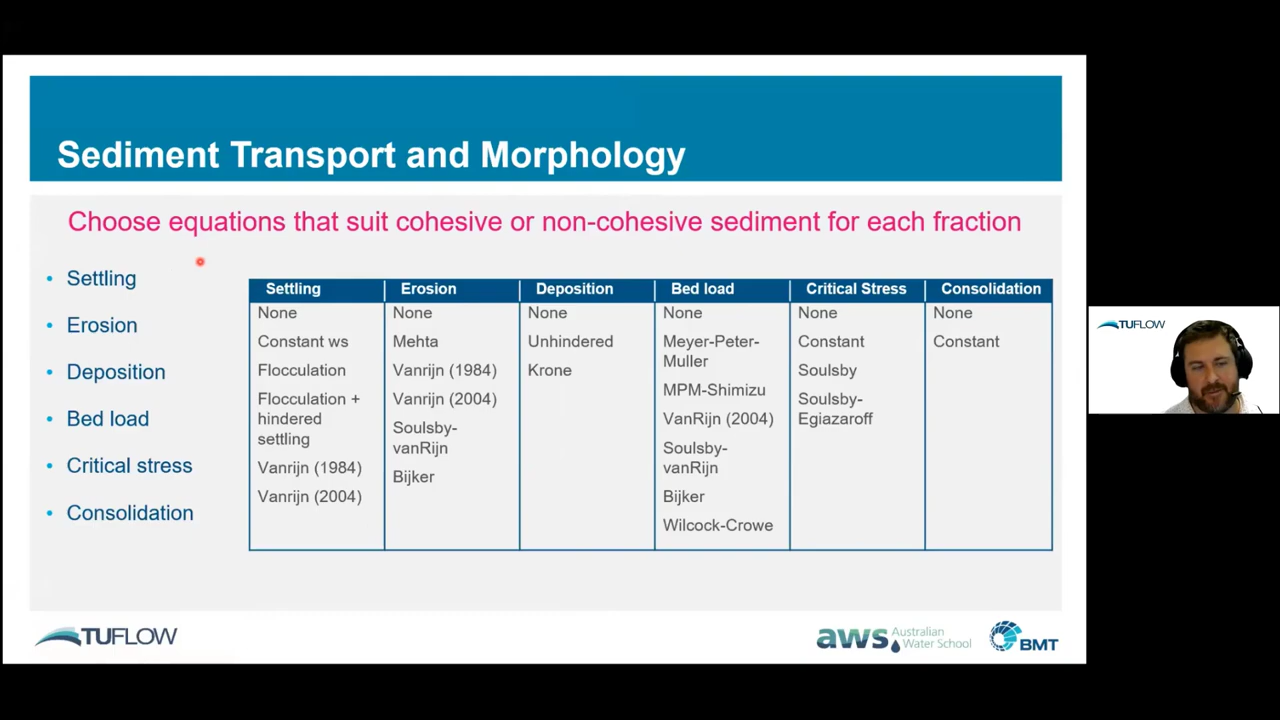 Sediment Transport and Morphology
Choose equations that suit cohesive or non-cohesive sediment for each fraction
• Settling
• Erosion
• Deposition
• Bed load
• Critical stress
• Consolidation
Settling
None
Constant ws
Flocculation
Flocculation +
hindered
settling
Vanrijn (1984)
Vanrijn (2004)
Erosion
None
Mehta
Vanrijn (1984)
Vanrijn (2004)
Soulsby-
vanRijn
Bijker
Deposition
None
Unhindered
Krone
Bed load
None
Meyer-Peter-
Muller
MPM-Shimizu
VanRijn (2004)
Soulsby-
vanRijn
Bijker
Wilcock-Crowe
Critical Stress
None
Constant
Soulsby
Soulsby-
Egiazaroff
Consolidation
None
Constant
TUFLOW
aws Australian
Water School
BMT
TUFLOW